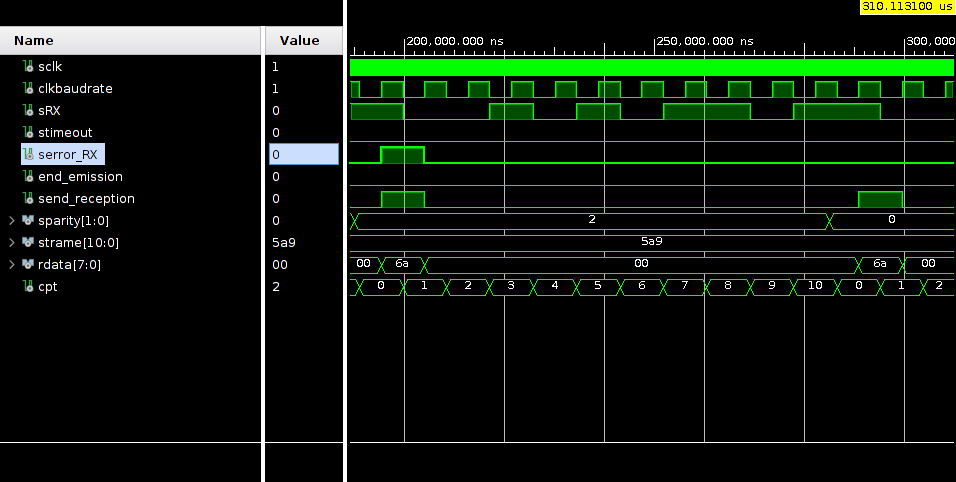 310.113100 us
Name Value
200,000.000 ns 250,000.000 ns 300,000
sclk 1
clkbaudrate 1
sRX 0
stimeout 0
serror_RX 0
end_emission 0
send_reception 0
sparity[1:0] 0 2 0
strame[10:0] 5a9 5a9
rdata[7:0] 00 00 6a 00 6a 00
cpt 2 0 1 2 3 4 5 6 7 8 9 10 0 1 2